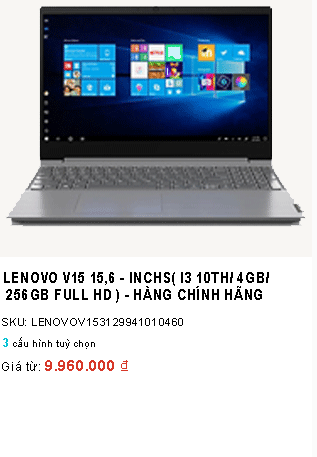 LENOVO V15 15,6 - INCHS( I3 10TH/ 4GB/
256GB FULL HD ) - HÀNG CHÍNH HÃNG
SKU: LENOVOV153129941010460
3 cấu hình tuỳ chọn
Giá từ: 9.960.000 ₫